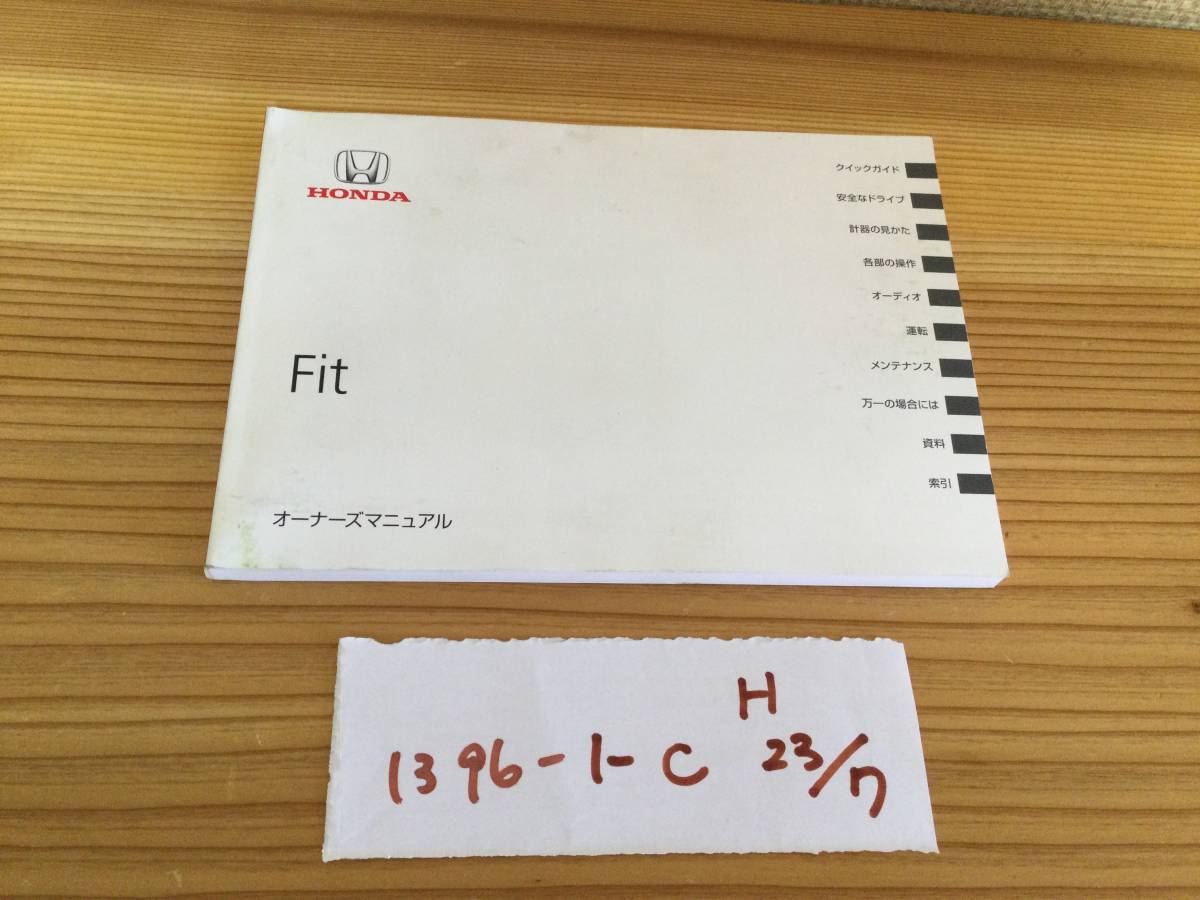 HONDA
Fit
オーナーズマニュアル
クイックガイド
安全なドライブ
計器の見かた
各部の操作
オーディオ
運転
メンテナンス
万一の場合には
資料
索引
H
1396-1-C 23/7